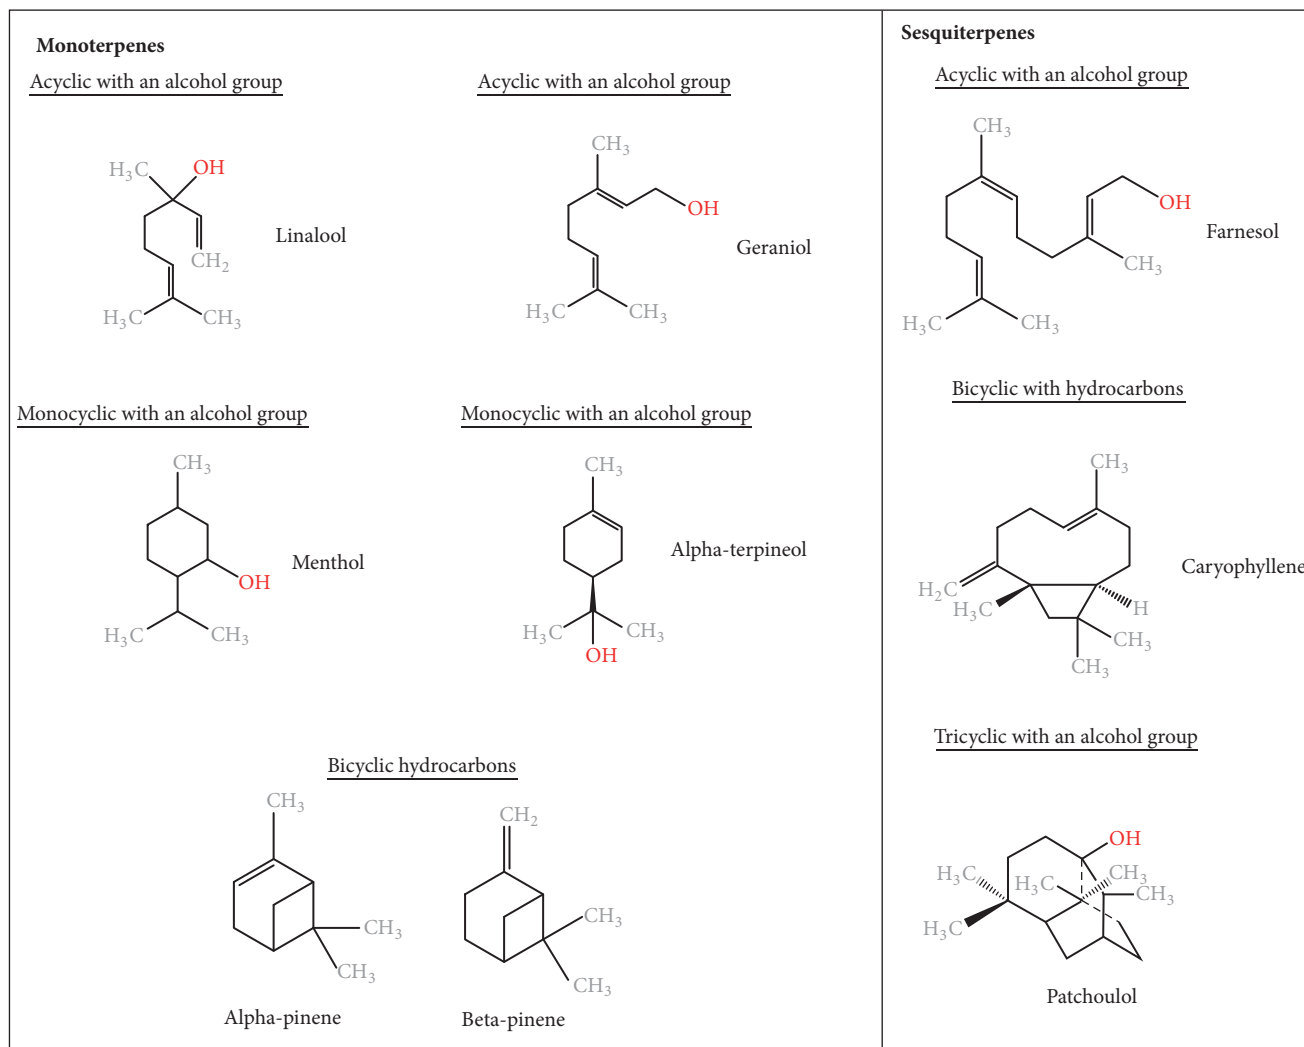 Monoterpenes
Acyclic with an alcohol group
H₃C
OH
CH₂
H₃C
CH₃
Linalool
Acyclic with an alcohol group
CH₃
OH
H₃C
CH₃
Geraniol
Monocyclic with an alcohol group
CH₃
OH
H₃C
CH₃
Menthol
Monocyclic with an alcohol group
CH₃
H₃C
CH₃
OH
Alpha-terpineol
Bicyclic hydrocarbons
CH₃
CH₃
CH₃
Alpha-pinene
CH₂
CH₃
CH₃
Beta-pinene
Sesquiterpenes
Acyclic with an alcohol group
CH₃
OH
CH₃
H₃C
CH₃
Farnesol
Bicyclic with hydrocarbons
CH₃
H₂C
H₃C
H
CH₃
CH₃
Caryophyllene
Tricyclic with an alcohol group
OH
H₃C
H₃C
CH₃
CH₃
H₃C
Patchoulol